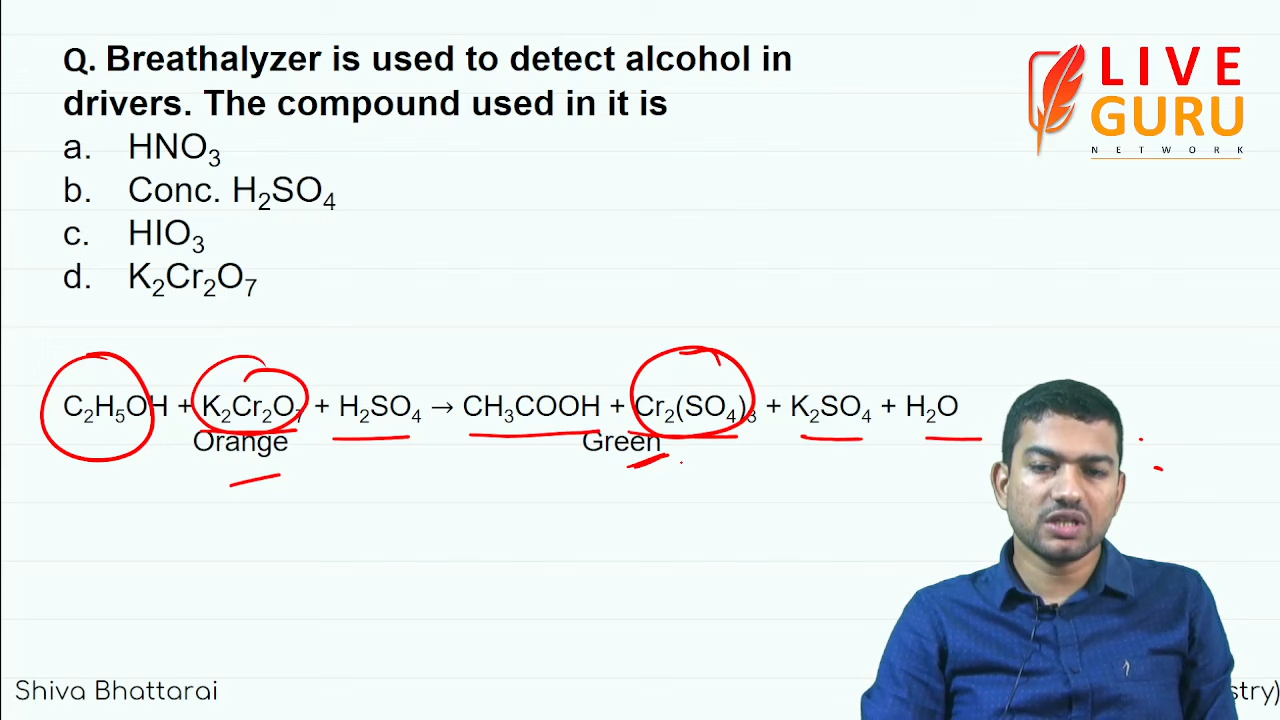 Q. Breathalyzer is used to detect alcohol in
drivers. The compound used in it is
a. HNO₃
b. Conc. H₂SO₄
c. HIO₃
d. K₂Cr₂O₇
C₂H₅OH + K₂Cr₂O₇ + H₂SO₄ → CH₃COOH + Cr₂(SO₄)₃ + K₂SO₄ + H₂O
Orange Green
LIVE
GURU
NETWORK
Shiva Bhattarai
stry)